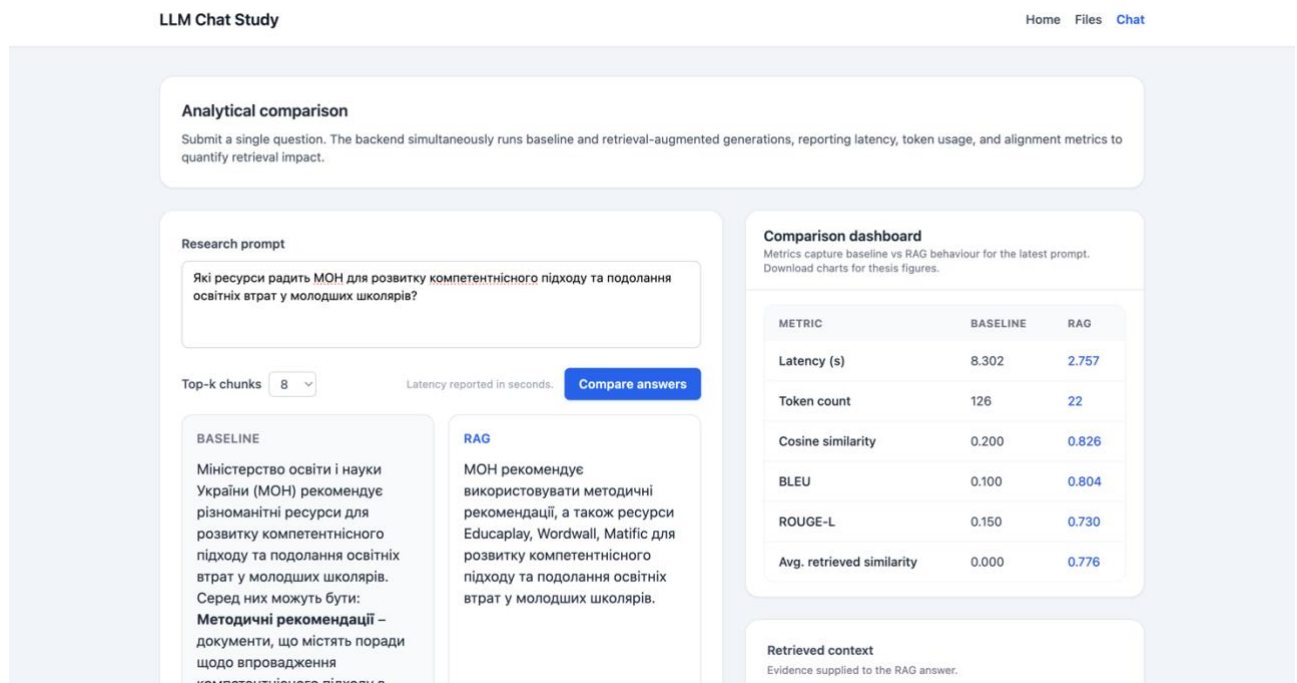 LLM Chat Study
Home Files Chat
Analytical comparison
Submit a single question. The backend simultaneously runs baseline and retrieval-augmented generations, reporting latency, token usage, and alignment metrics to
quantify retrieval impact.
Research prompt
Які ресурси радить МОН для розвитку компетентнісного підходу та подолання
освітніх втрат у молодших школярів?
Top-k chunks 8 Latency reported in seconds. Compare answers
BASELINE
Міністерство освіти і науки
України (МОН) рекомендує
різноманітні ресурси для
розвитку компетентнісного
підходу та подолання освітніх
втрат у молодших школярів.
Серед них можуть бути:
Методичні рекомендації –
документи, що містять поради
щодо впровадження
RAG
МОН рекомендує
використовувати методичні
рекомендації, а також ресурси
Educaplay, Wordwall, Matific для
розвитку компетентнісного
підходу та подолання освітніх
втрат у молодших школярів.
Comparison dashboard
Metrics capture baseline vs RAG behaviour for the latest prompt.
Download charts for thesis figures.
METRIC BASELINE RAG
Latency (s) 8.302 2.757
Token count 126 22
Cosine similarity 0.200 0.826
BLEU 0.100 0.804
ROUGE-L 0.150 0.730
Avg. retrieved similarity 0.000 0.776
Retrieved context
Evidence supplied to the RAG answer.